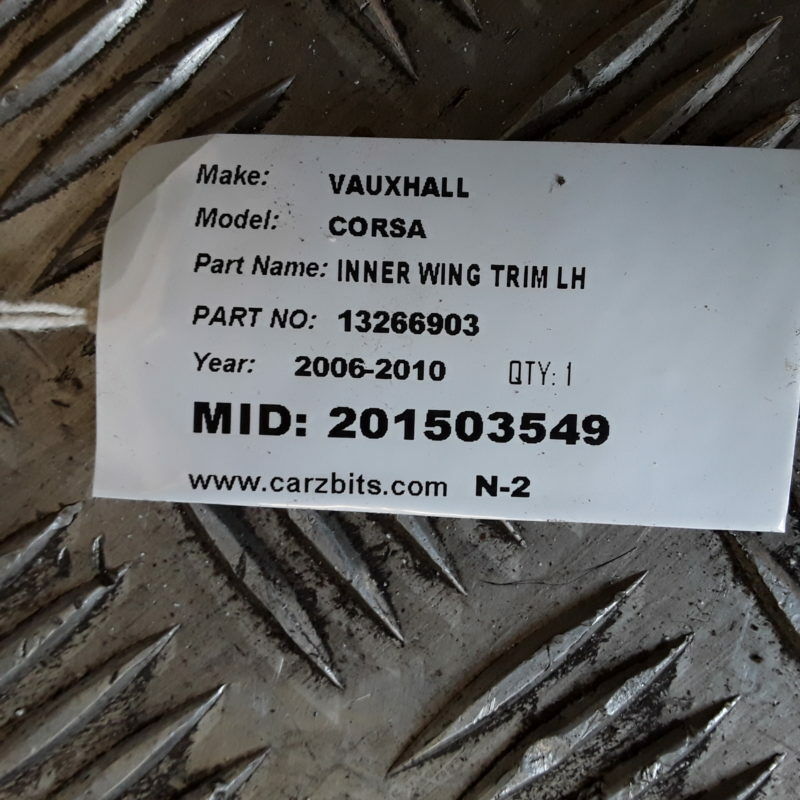 Make: VAUXHALL
Model: CORSA
Part Name: INNER WING TRIM LH
PART NO: 13266903
Year: 2006-2010 QTY: 1
MID: 201503549
www.carzbits.com N-2